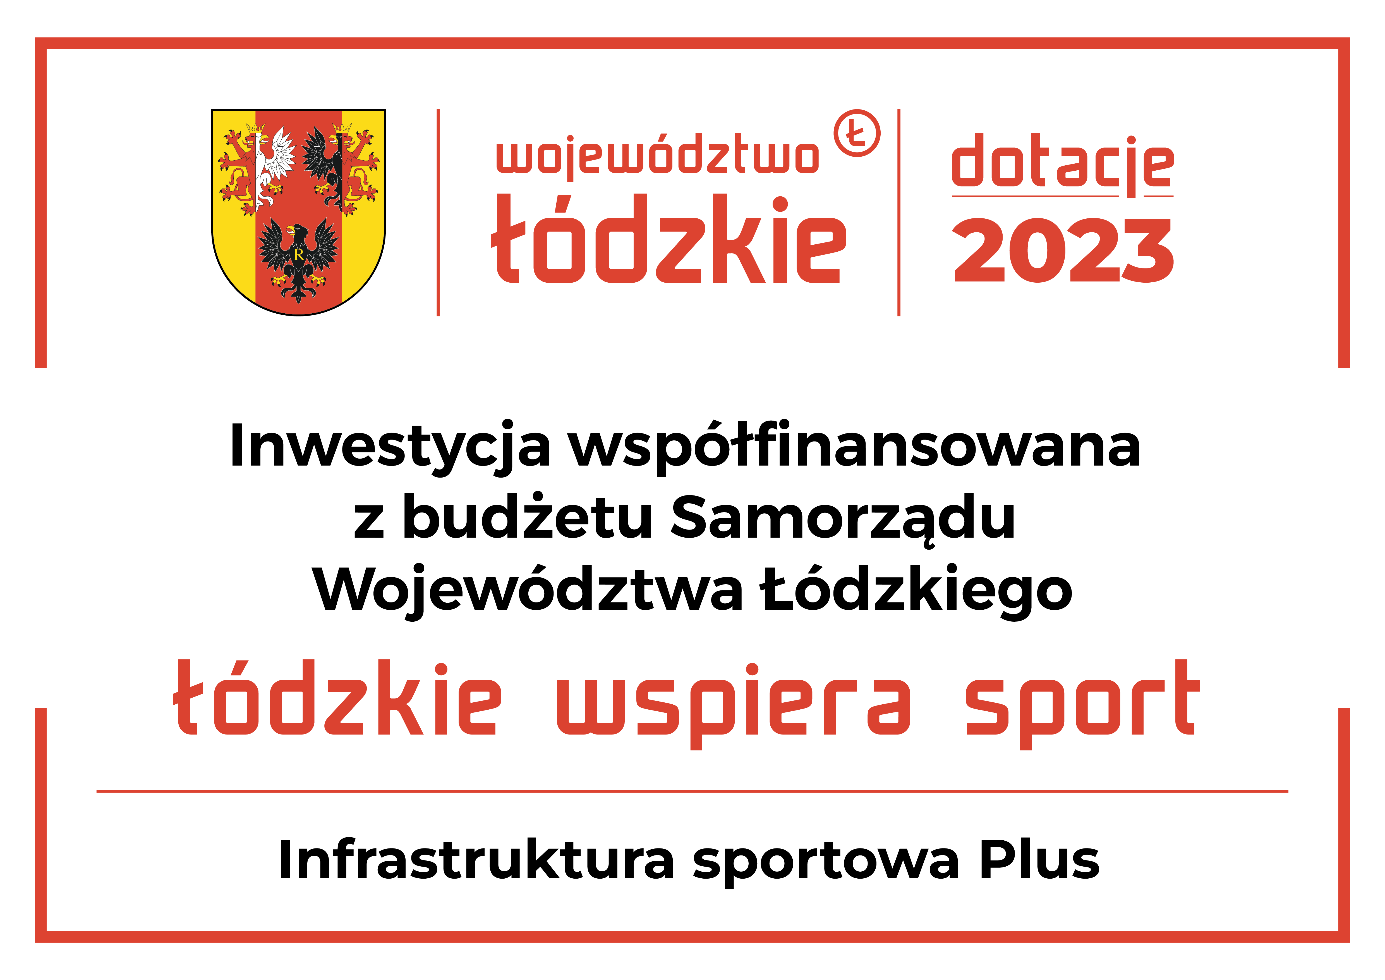 województwo Ł
łódzkie
dotacje
2023
R
Inwestycja współfinansowana
z budżetu Samorządu
Województwa Łódzkiego
łódzkie wspiera sport
Infrastruktura sportowa Plus